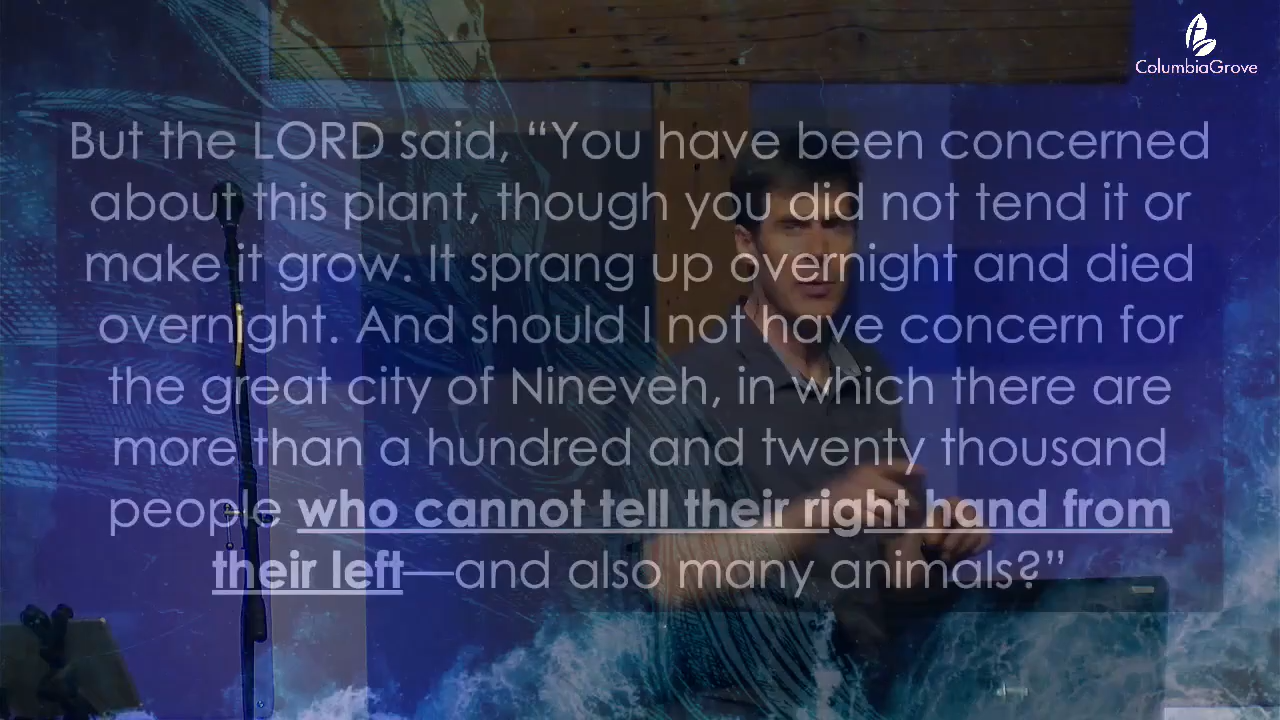 ColumbiaGrove
But the LORD said, “You have been concerned
about this plant, though you did not tend it or
make it grow. It sprang up overnight and died
overnight. And should I not have concern for
the great city of Nineveh, in which there are
more than a hundred and twenty thousand
people who cannot tell their right hand from
their left—and also many animals?”